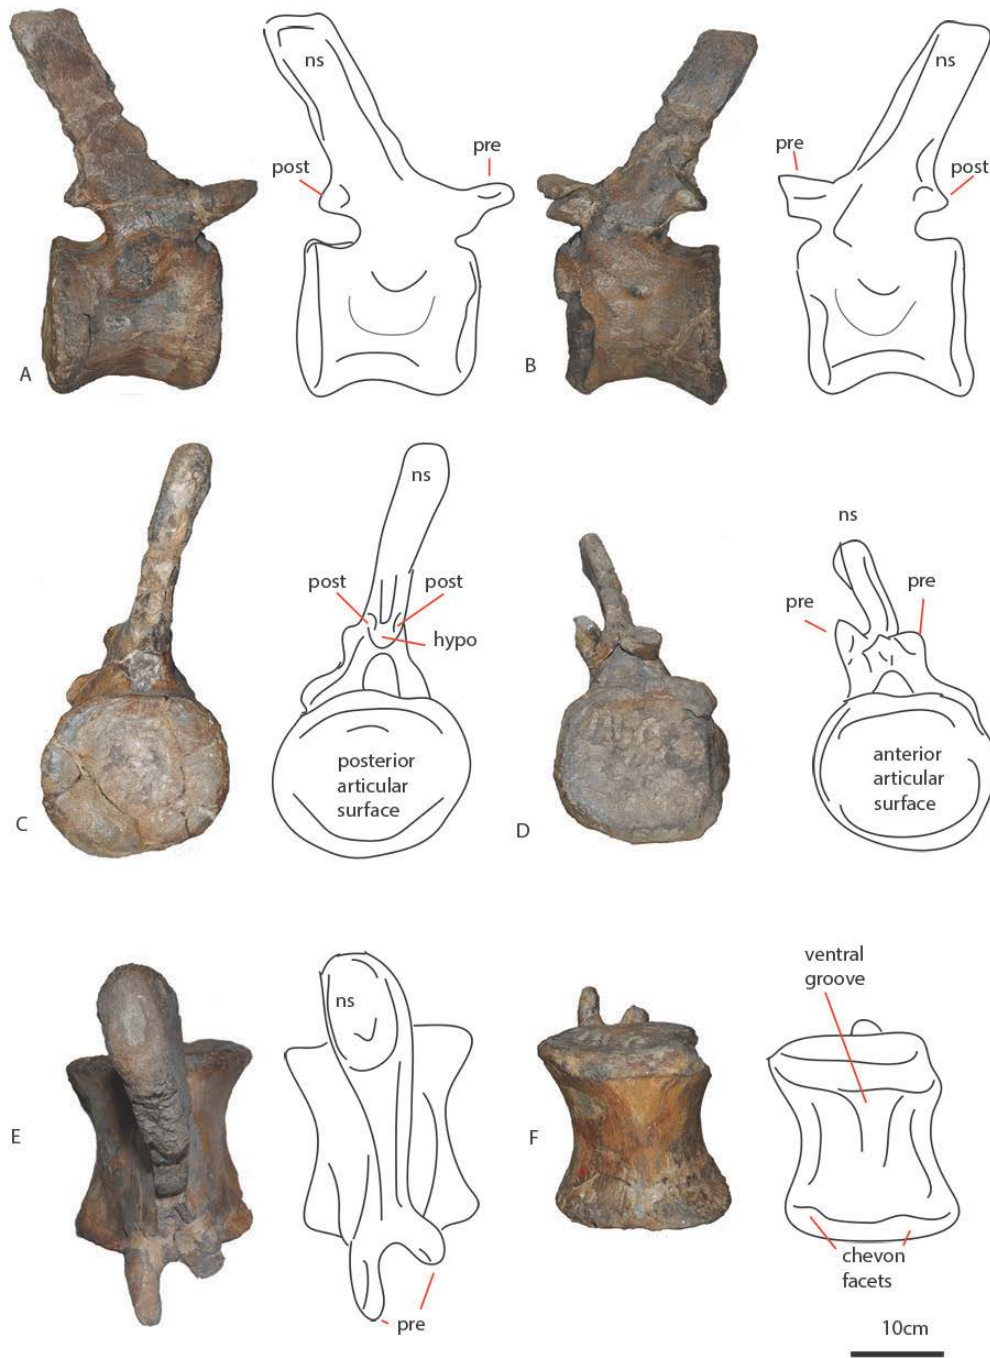 ns
post
pre
A
ns
pre
post
B
ns
post
post
hypo
posterior
articular
surface
C
ns
pre
pre
anterior
articular
surface
D
ns
pre
E
ventral
groove
chevon
facets
F
10cm